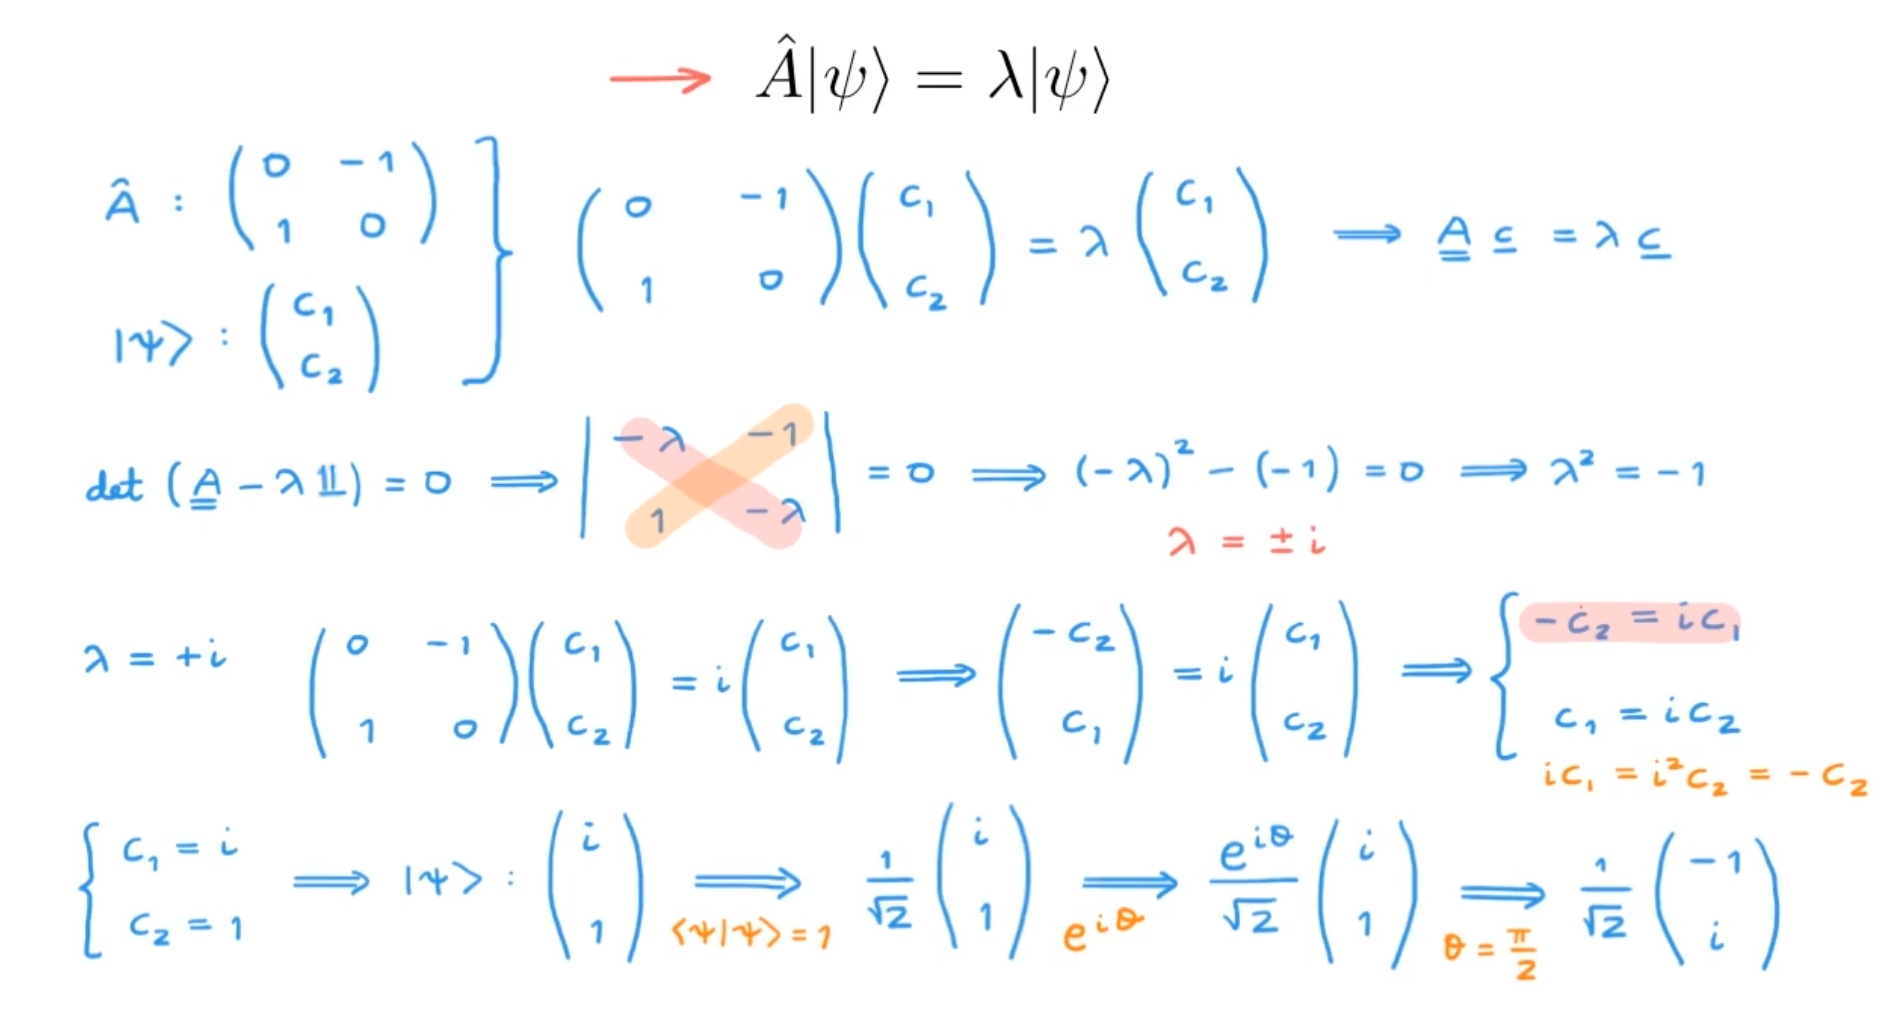 → Â|ψ⟩ = λ|ψ⟩
Â : (0 −1; 1 0) } (0 −1; 1 0)(c₁; c₂) = λ(c₁; c₂) ⟹ A c = λ c
|ψ⟩ : (c₁; c₂)
det (A − λ𝟙) = 0 ⟹ |−λ −1; 1 −λ| = 0 ⟹ (−λ)² − (−1) = 0 ⟹ λ² = −1
λ = ± i
λ = +i (0 −1; 1 0)(c₁; c₂) = i(c₁; c₂) ⟹ (−c₂; c₁) = i(c₁; c₂) ⟹ { −c₂ = ic₁
c₁ = ic₂
ic₁ = i²c₂ = −c₂
{ c₁ = i; c₂ = 1 ⟹ |ψ⟩ : (i; 1) ⟹ 1/√2 (i; 1) ⟹ e^{iθ}/√2 (i; 1) ⟹ 1/√2 (−1; i)
⟨ψ|ψ⟩ = 1 e^{iθ} θ = π/2